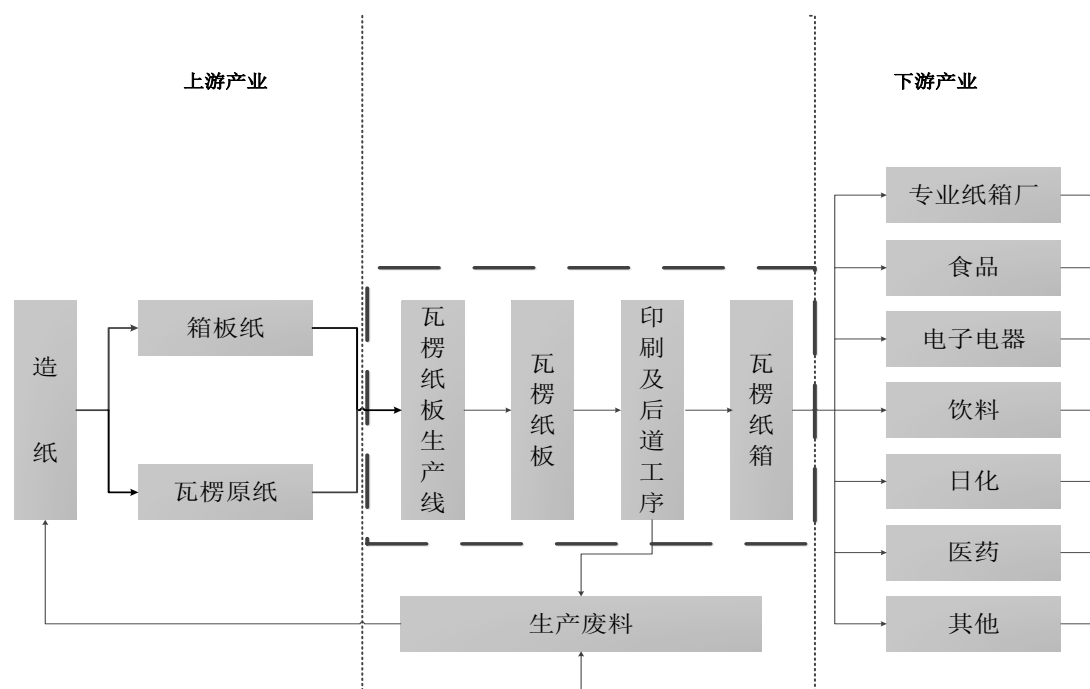 上游产业
下游产业
造纸
箱板纸
瓦楞原纸
瓦楞纸板生产线
瓦楞纸板
印刷及后道工序
瓦楞纸箱
生产废料
专业纸箱厂
食品
电子电器
饮料
日化
医药
其他